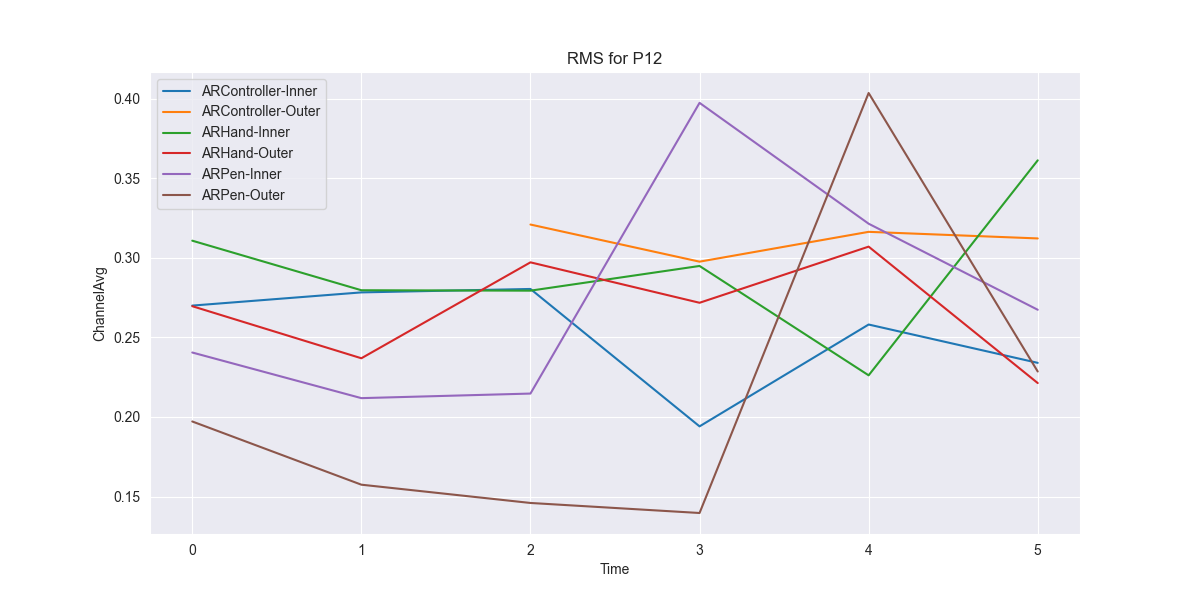 RMS for P12
ARController-Inner
ARController-Outer
ARHand-Inner
ARHand-Outer
ARPen-Inner
ARPen-Outer
ChannelAvg
0.40
0.35
0.30
0.25
0.20
0.15
0 1 2 3 4 5
Time